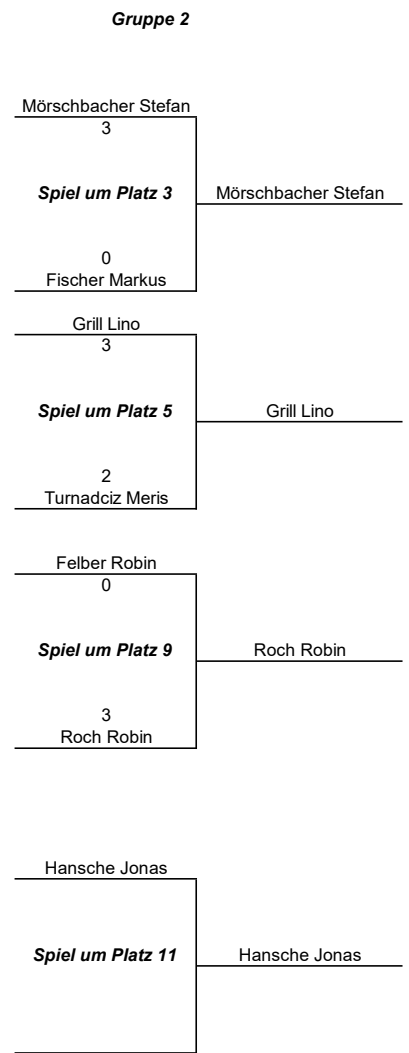 Gruppe 2
Mörschbacher Stefan
3
Spiel um Platz 3
Mörschbacher Stefan
0
Fischer Markus
Grill Lino
3
Spiel um Platz 5
Grill Lino
2
Turnadciz Meris
Felber Robin
0
Spiel um Platz 9
Roch Robin
3
Roch Robin
Hansche Jonas
Spiel um Platz 11
Hansche Jonas